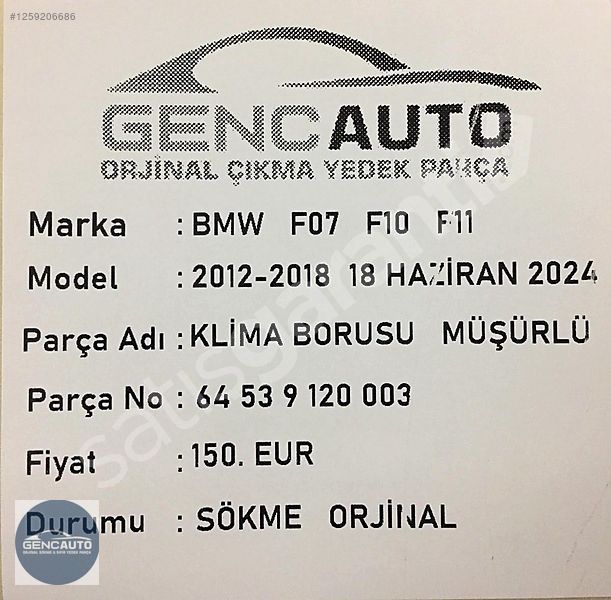 #1259206686
GENCAUTO
ORJİNAL ÇIKMA YEDEK PARÇA
satışgaranti
Marka : BMW F07 F10 F11
Model : 2012-2018 18 HAZİRAN 2024
Parça Adı : KLİMA BORUSU MÜŞÜRLÜ
Parça No : 64 53 9 120 003
Fiyat : 150. EUR
Durumu : SÖKME ORJİNAL
GENCAUTO